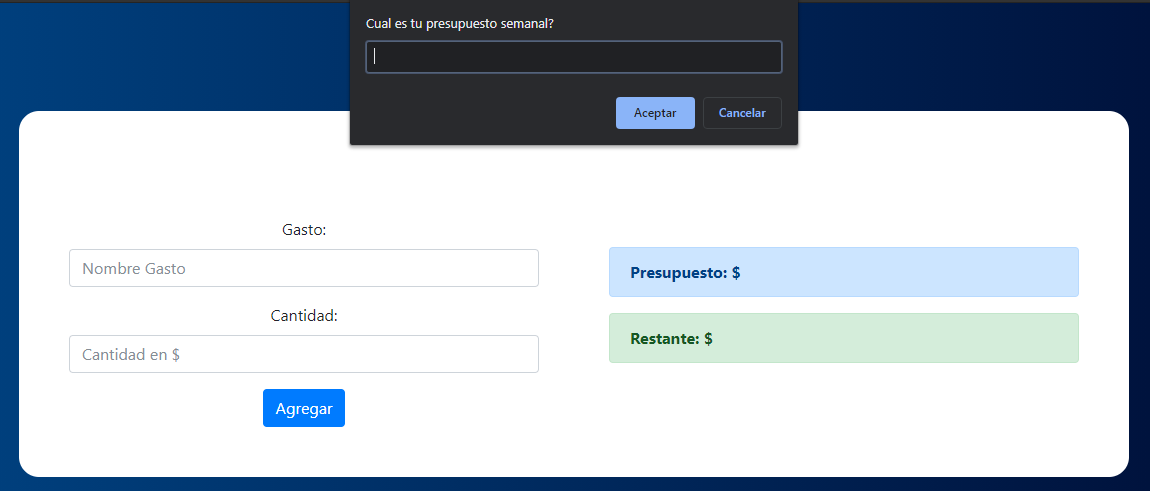 Cual es tu presupuesto semanal?
Aceptar
Cancelar
Gasto:
Nombre Gasto
Cantidad:
Cantidad en $
Agregar
Presupuesto: $
Restante: $